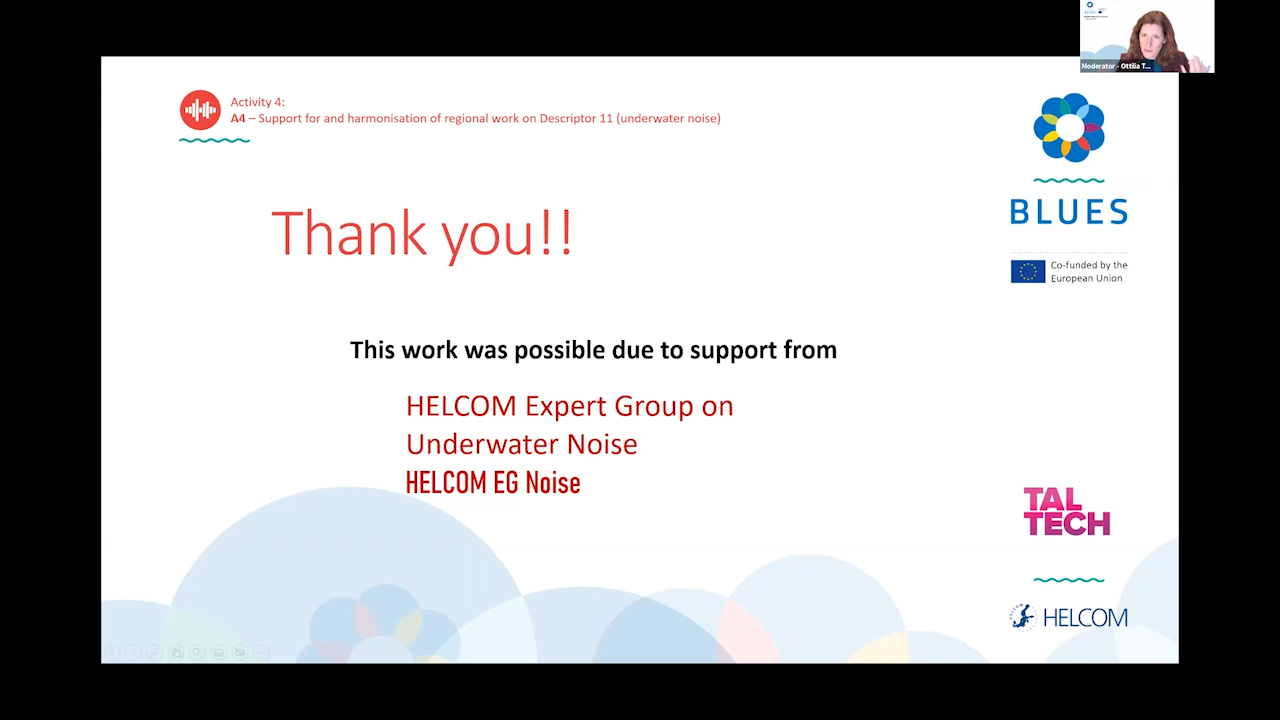 Moderator - Ottilia T...
Activity 4:
A4 – Support for and harmonisation of regional work on Descriptor 11 (underwater noise)
BLUES
Co-funded by the
European Union
Thank you!!
This work was possible due to support from
HELCOM Expert Group on
Underwater Noise
HELCOM EG Noise
TAL
TECH
HELCOM